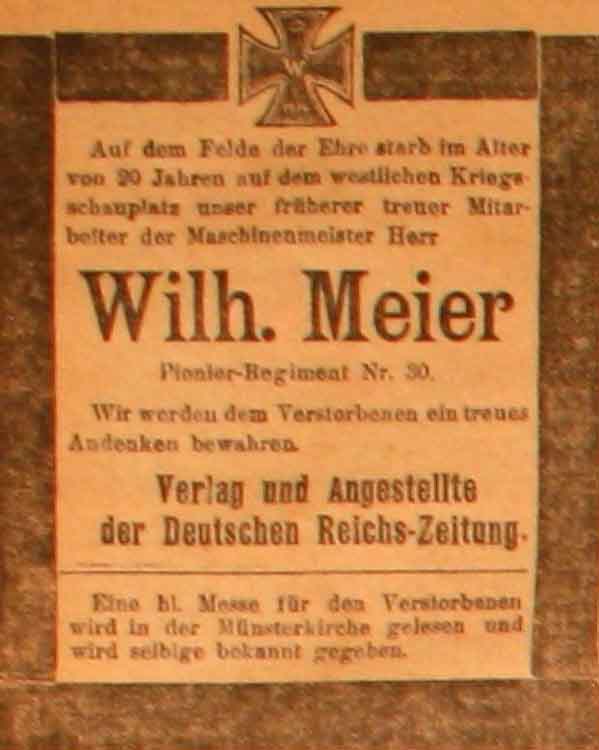 W
1914
Auf dem Felde der Ehre starb im Alter
von 20 Jahren auf dem westlichen Kriegs-
schauplatz unser früherer treuer Mitar-
beiter der Maschinenmeister Herr
Wilh. Meier
Pionier-Regiment Nr. 30.
Wir werden dem Verstorbenen ein treues
Andenken bewahren.
Verlag und Angestellte
der Deutschen Reichs-Zeitung.
Eine hl. Messe für den Verstorbenen
wird in der Münsterkirche gelesen und
wird selbige bekannt gegeben.